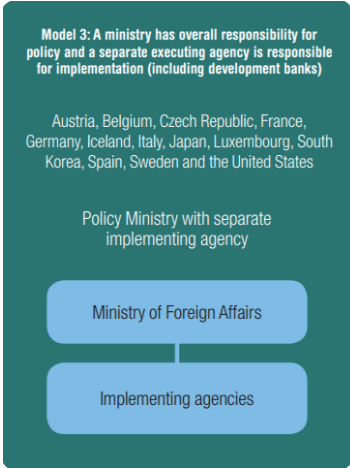 Model 3: A ministry has overall responsibility for
policy and a separate executing agency is responsible
for implementation (including development banks)
Austria, Belgium, Czech Republic, France,
Germany, Iceland, Italy, Japan, Luxembourg, South
Korea, Spain, Sweden and the United States
Policy Ministry with separate
implementing agency
Ministry of Foreign Affairs
Implementing agencies